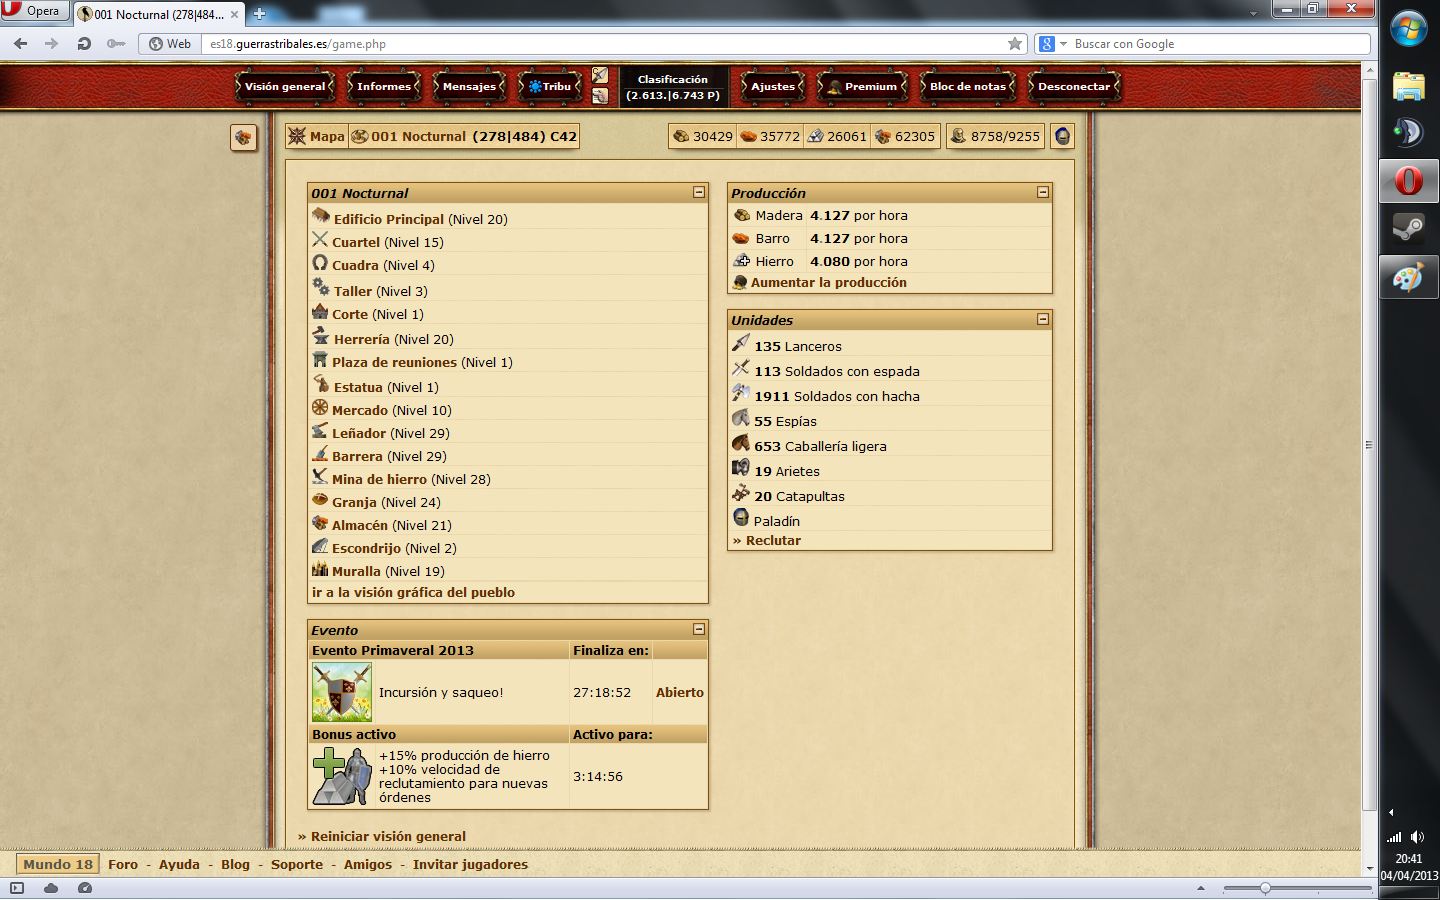 Opera
001 Nocturnal (278|484...
Web
es18.guerrastribales.es/game.php
Buscar con Google
Visión general
Informes
Mensajes
Tribu
Clasificación
(2.613.|6.743 P)
Ajustes
Premium
Bloc de notas
Desconectar
Mapa
001 Nocturnal (278|484) C42
30429
35772
26061
62305
8758/9255
001 Nocturnal
Edificio Principal (Nivel 20)
Cuartel (Nivel 15)
Cuadra (Nivel 4)
Taller (Nivel 3)
Corte (Nivel 1)
Herrería (Nivel 20)
Plaza de reuniones (Nivel 1)
Estatua (Nivel 1)
Mercado (Nivel 10)
Leñador (Nivel 29)
Barrera (Nivel 29)
Mina de hierro (Nivel 28)
Granja (Nivel 24)
Almacén (Nivel 21)
Escondrijo (Nivel 2)
Muralla (Nivel 19)
ir a la visión gráfica del pueblo
Evento
Evento Primaveral 2013 Finaliza en:
Incursión y saqueo! 27:18:52 Abierto
Bonus activo Activo para:
+15% producción de hierro
+10% velocidad de
reclutamiento para nuevas
órdenes
3:14:56
» Reiniciar visión general
Producción
Madera 4.127 por hora
Barro 4.127 por hora
Hierro 4.080 por hora
Aumentar la producción
Unidades
135 Lanceros
113 Soldados con espada
1911 Soldados con hacha
55 Espías
653 Caballería ligera
19 Arietes
20 Catapultas
Paladín
» Reclutar
Mundo 18 Foro - Ayuda - Blog - Soporte - Amigos - Invitar jugadores
20:41
04/04/2013